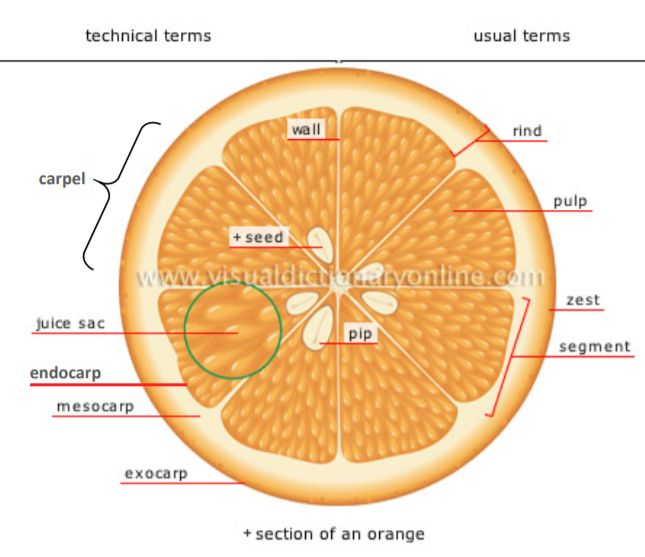 technical terms
usual terms
wall
rind
carpel
pulp
+ seed
www.visualdictionaryonline.com
zest
juice sac
pip
segment
endocarp
mesocarp
exocarp
+ section of an orange